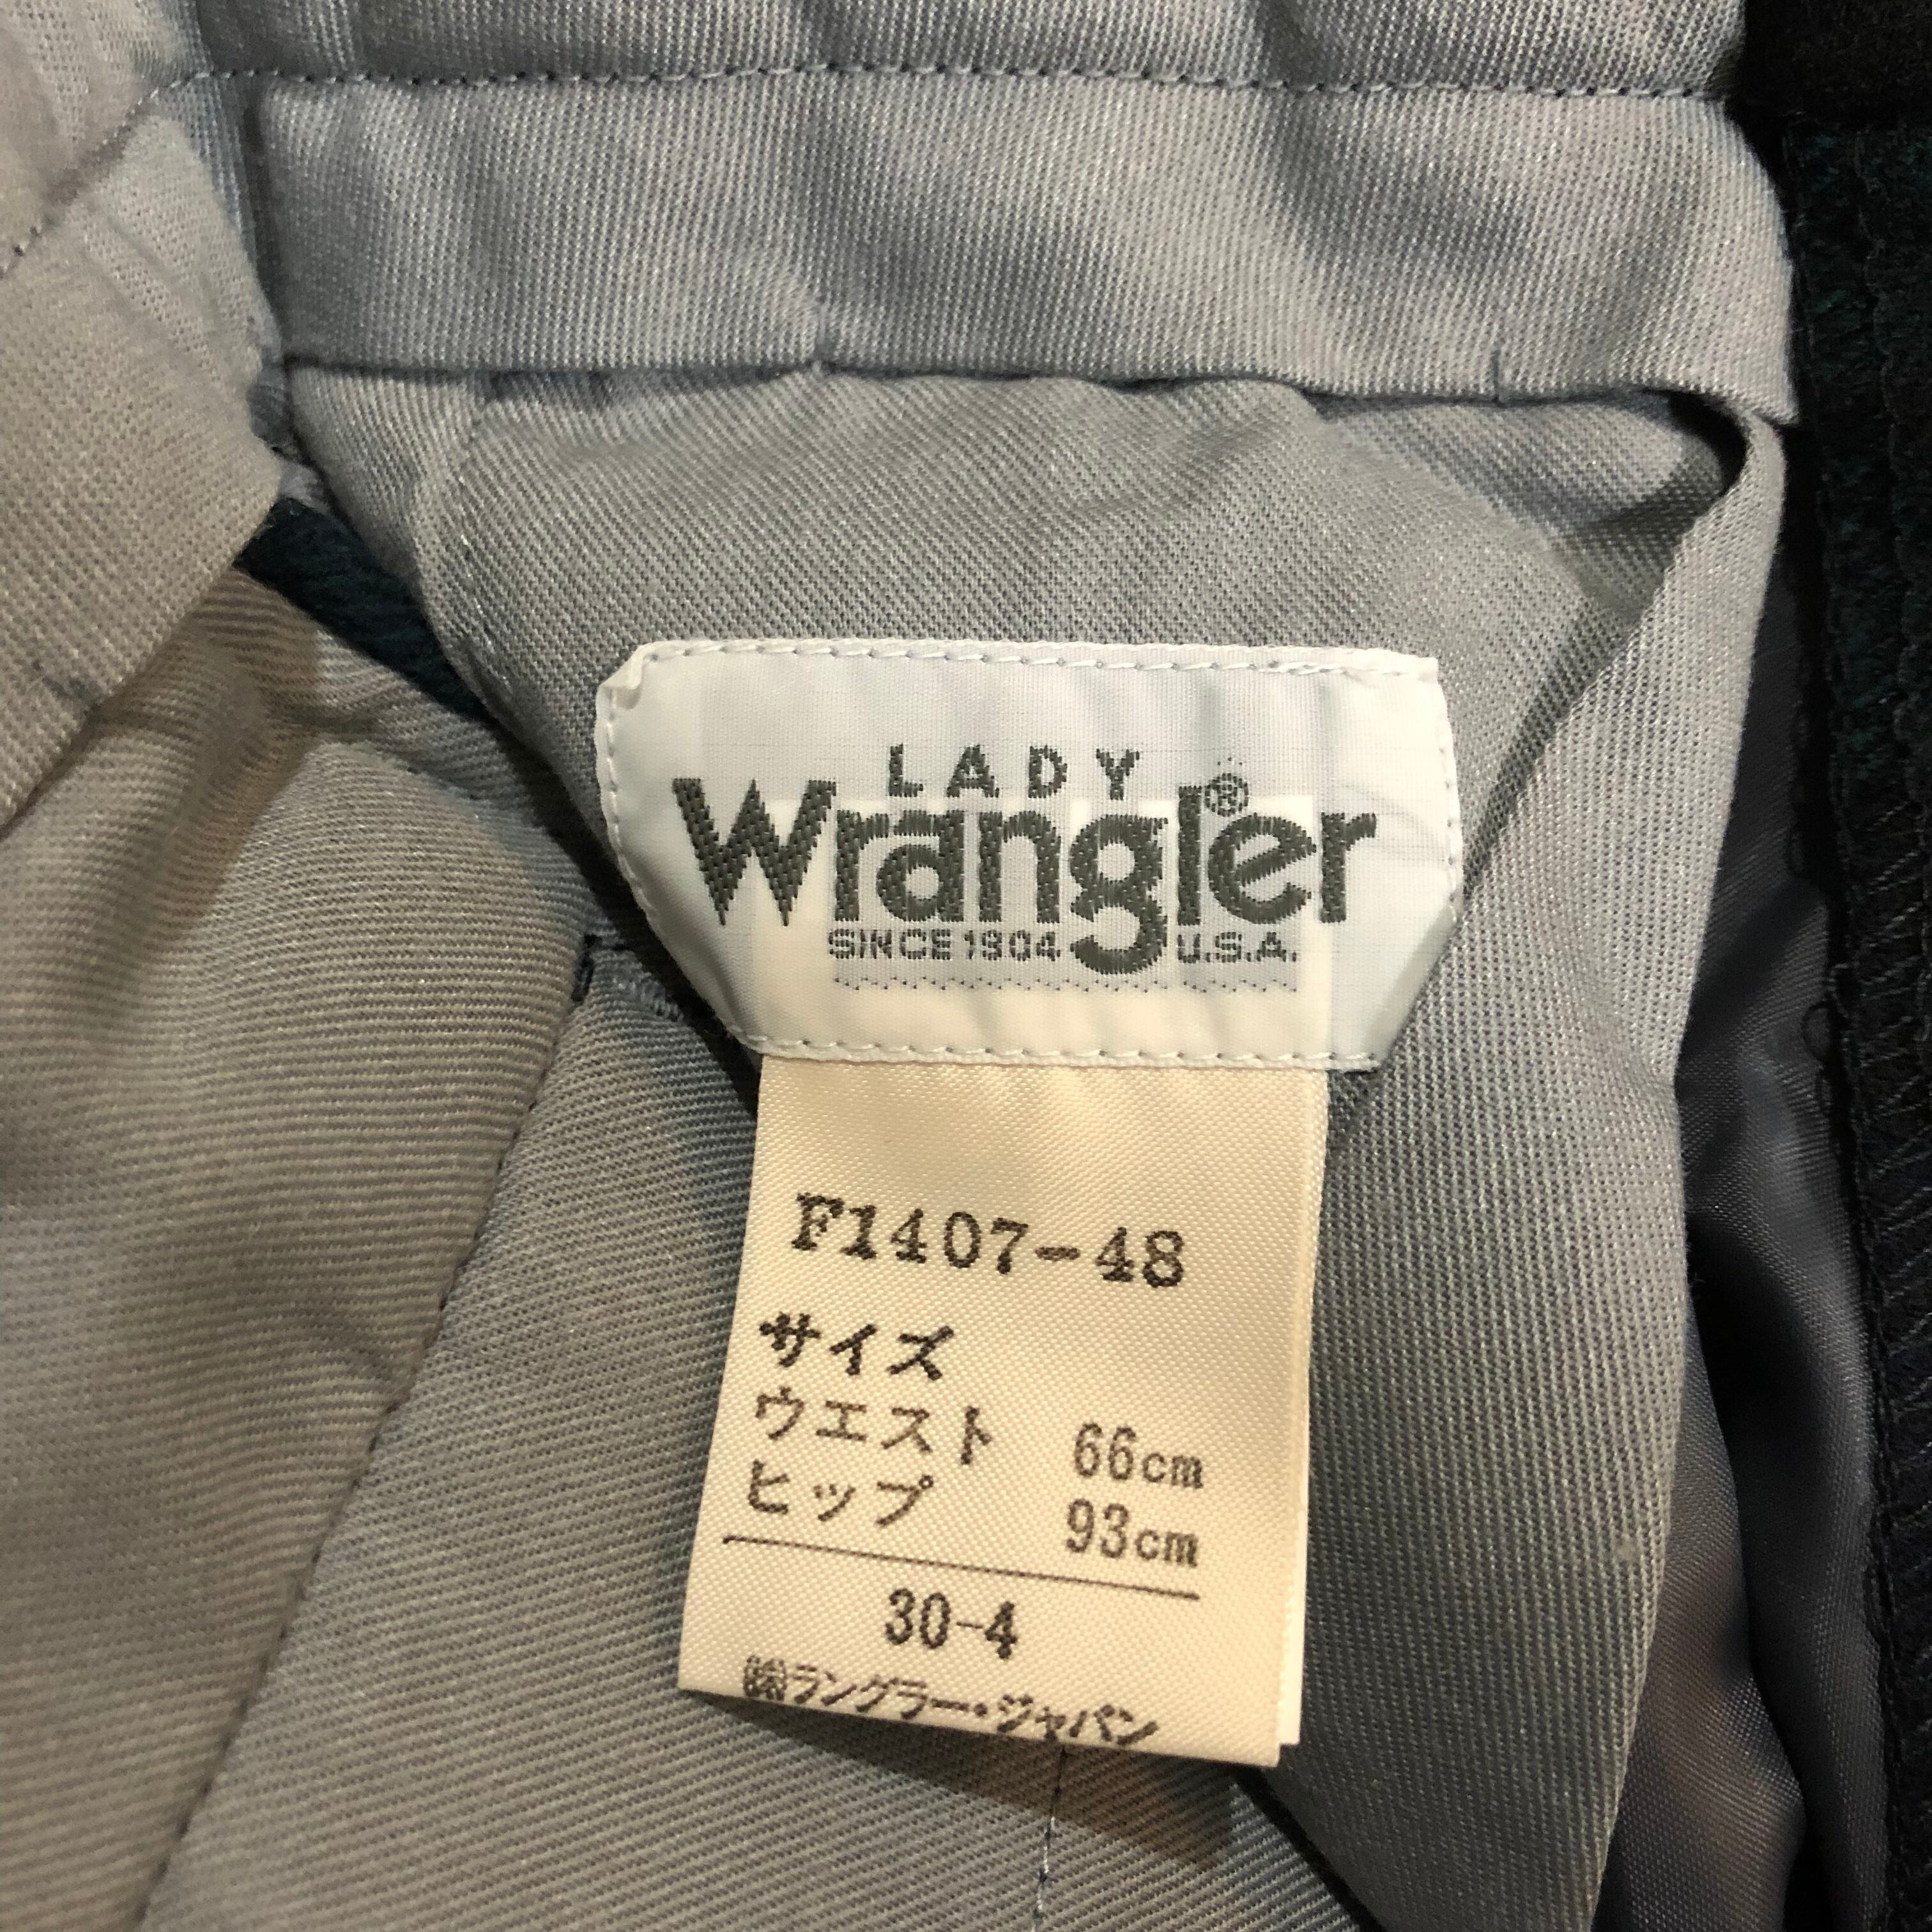 LADY
Wrangler®
SINCE 1904 U.S.A.
F1407-48
サイズ
ウエスト 66cm
ヒップ 93cm
30-4
㈱ラングラー・ジャパン